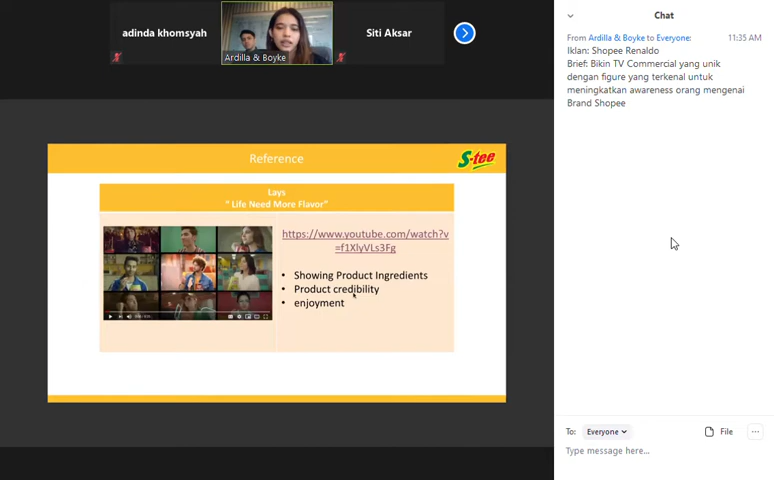 adinda khomsyah
Ardilla & Boyke
Siti Aksar
Chat
From Ardilla & Boyke to Everyone: 11:35 AM
Iklan: Shopee Renaldo
Brief: Bikin TV Commercial yang unik
dengan figure yang terkenal untuk
meningkatkan awareness orang mengenai
Brand Shopee
Reference
S-tee
Lays
“ Life Need More Flavor”
https://www.youtube.com/watch?v
=f1XlyVLs3Fg
• Showing Product Ingredients
• Product credibility
• enjoyment
To: Everyone
File
Type message here...